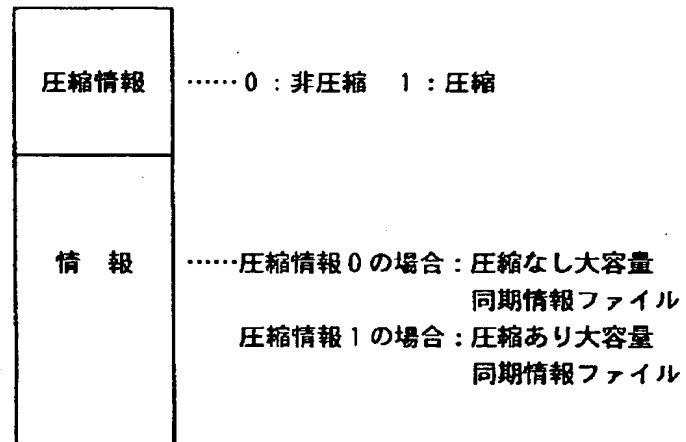 圧縮情報 ……0：非圧縮　1：圧縮
情　報 ……圧縮情報0の場合：圧縮なし大容量
同期情報ファイル
圧縮情報1の場合：圧縮あり大容量
同期情報ファイル